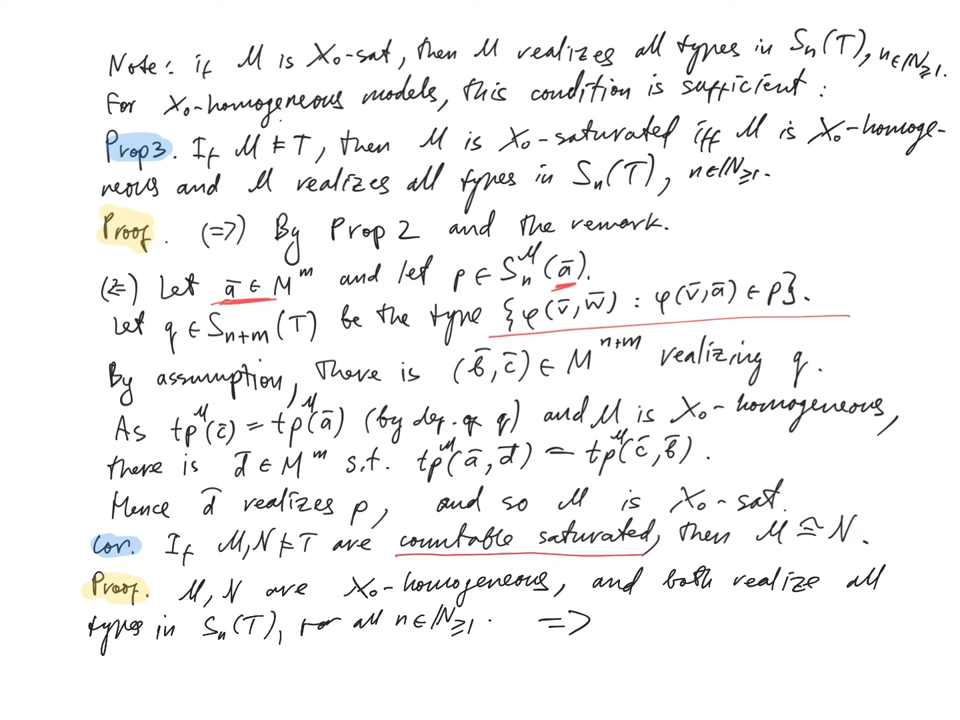 Note: if M is ℵ₀-sat, then M realizes all types in Sₙ(T), n∈ℕ≥1.
For ℵ₀-homogeneous models, this condition is sufficient:
Prop 3. If M ⊨ T, then M is ℵ₀-saturated iff M is ℵ₀-homoge-
neous and M realizes all types in Sₙ(T), n∈ℕ≥1.
Proof. (=>) By Prop 2 and the remark.
(<=) Let ā ∈ Mᵐ and let p ∈ Sₙᴹ(ā).
Let q ∈ Sₙ₊ₘ(T) be the type {φ(v̄,w̄) : φ(v̄,ā) ∈ p}.
By assumption, there is (b̄,c̄) ∈ Mⁿ⁺ᵐ realizing q.
As tpᴹ(c̄) = tpᴹ(ā) (by def. of q) and M is ℵ₀-homogeneous,
there is d̄ ∈ Mᵐ s.t. tpᴹ(ā,d̄) = tpᴹ(c̄,b̄).
Hence d̄ realizes p, and so M is ℵ₀-sat.
Cor. If M,N ⊨ T are countable saturated, then M ≅ N.
Proof. M, N are ℵ₀-homogeneous, and both realize all
types in Sₙ(T), for all n∈ℕ≥1. =>